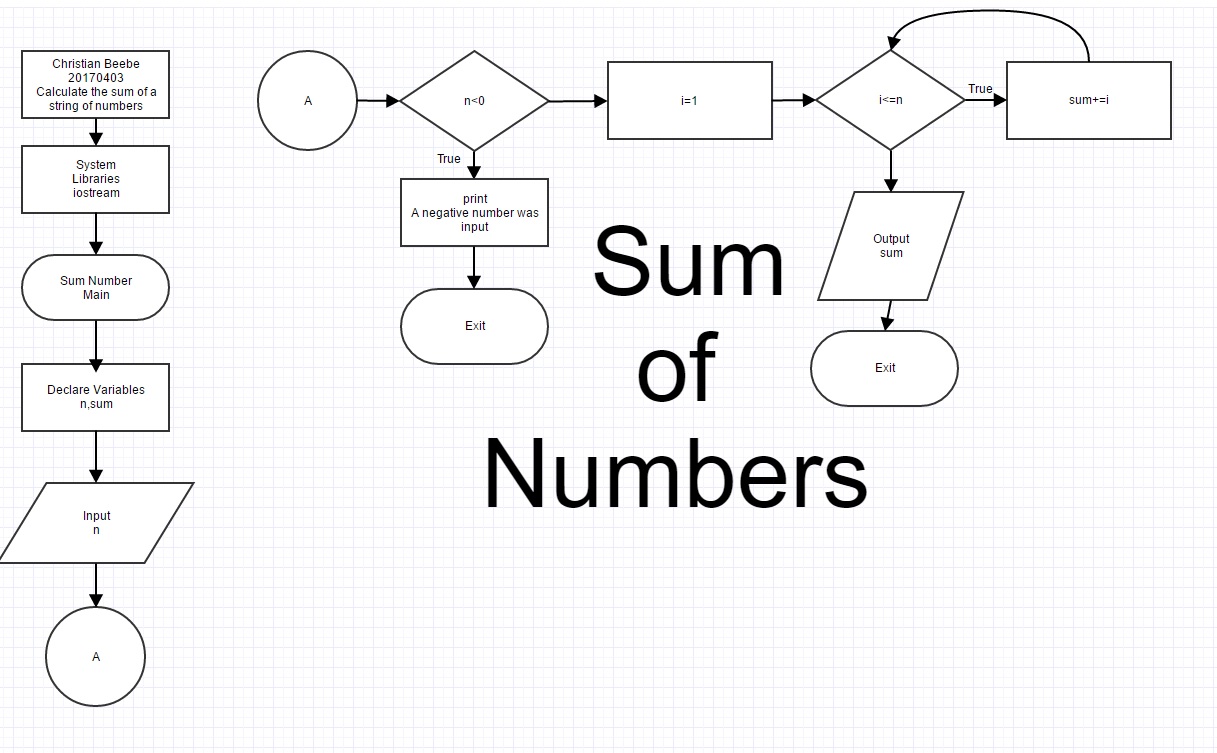 Christian Beebe
20170403
Calculate the sum of a
string of numbers
System
Libraries
iostream
Sum Number
Main
Declare Variables
n,sum
Input
n
A
A
n<0
True
print
A negative number was
input
Exit
i=1
i<=n
True
sum+=i
Output
sum
Exit
Sum
of
Numbers